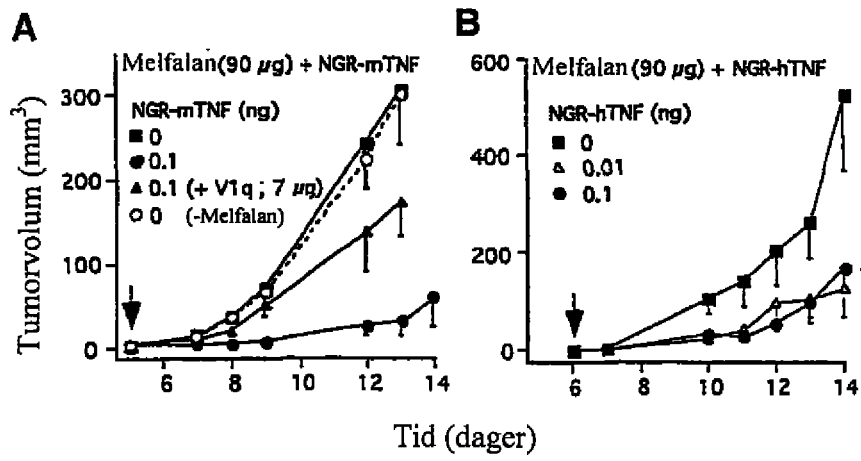 A
Melfalan (90 µg) + NGR-mTNF
NGR-mTNF (ng)
0
0.1
0.1 (+ V1q ; 7 µg)
0 (-Melfalan)
300
200
100
0
6
8
10
12
14
Tumorvolum (mm³)
B
Melfalan (90 µg) + NGR-hTNF
NGR-hTNF (ng)
0
0.01
0.1
600
400
200
0
6
8
10
12
14
Tid (dager)